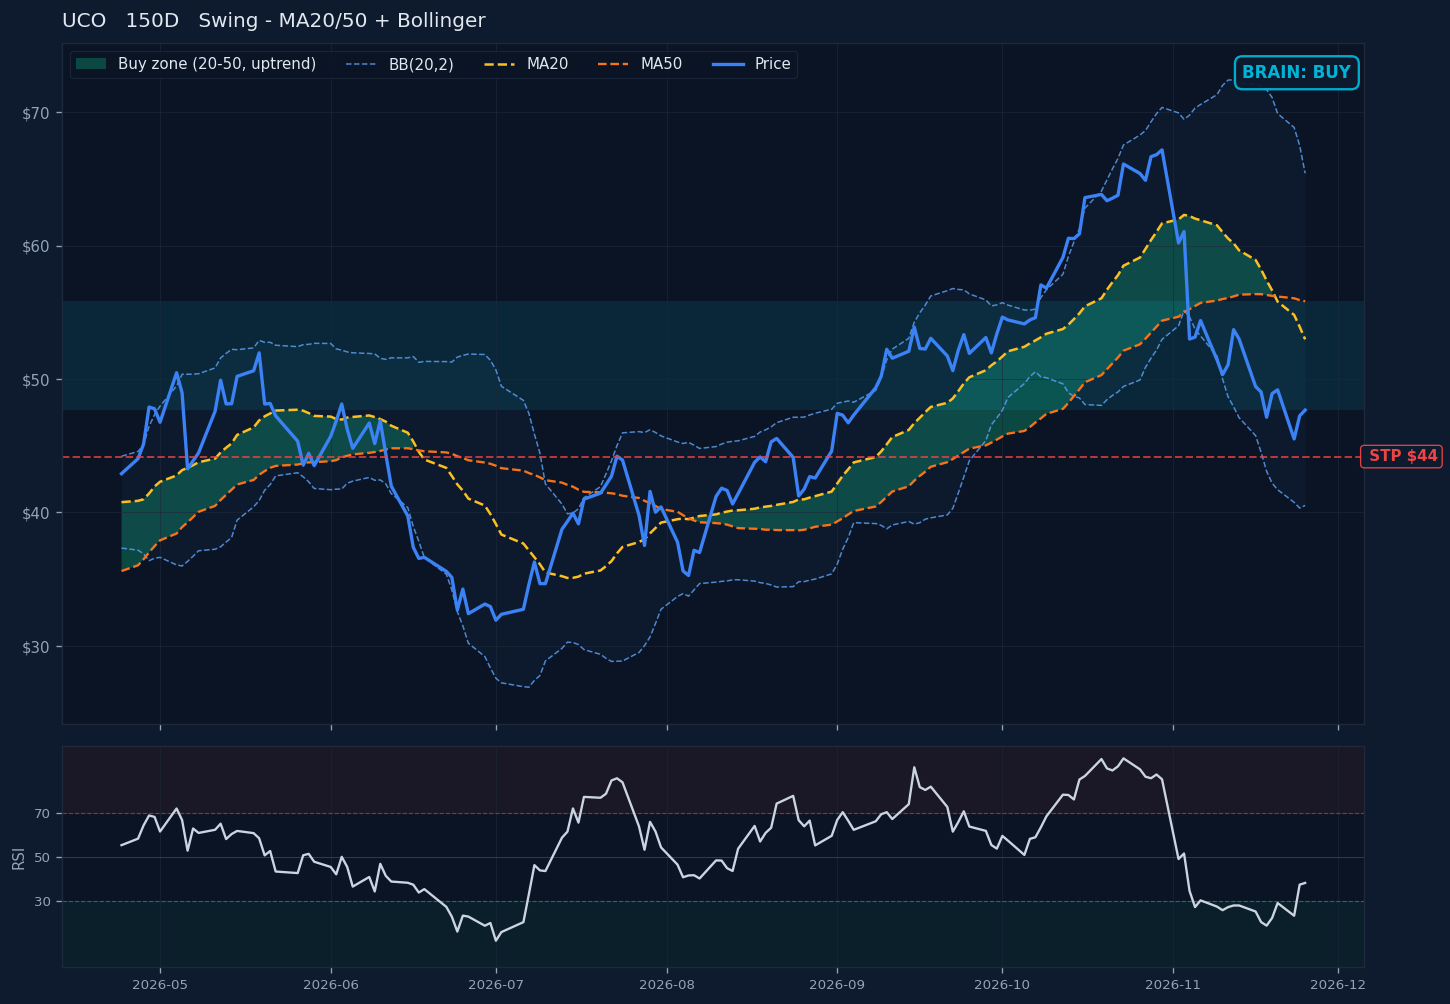 UCO 150D Swing - MA20/50 + Bollinger
Buy zone (20-50, uptrend) BB(20,2) MA20 MA50 Price
BRAIN: BUY
$70
$60
$50
$40
$30
STP $44
RSI
70
50
30
2026-05 2026-06 2026-07 2026-08 2026-09 2026-10 2026-11 2026-12